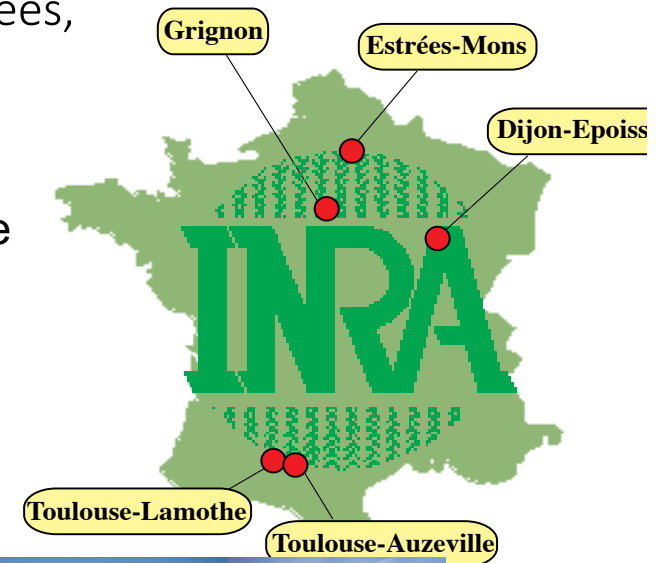 ées,
Grignon
Estrées-Mons
Dijon-Epoiss
e
INRA
Toulouse-Lamothe
Toulouse-Auzeville